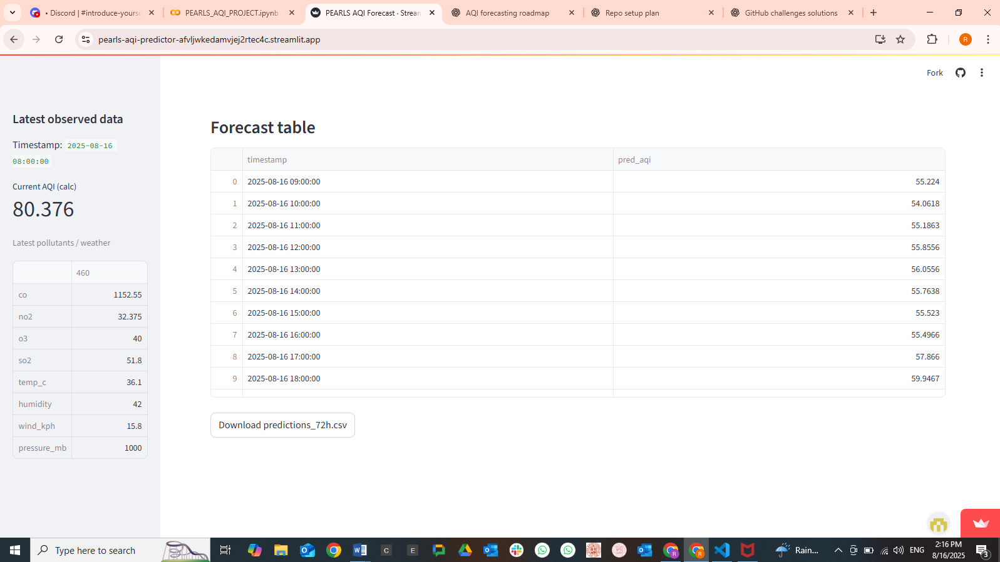 • Discord | #introduce-yourse
PEARLS_AQI_PROJECT.ipynb
PEARLS AQI Forecast · Stream
AQI forecasting roadmap
Repo setup plan
GitHub challenges solutions
pearls-aqi-predictor-afvljwkedamvjej2rtec4c.streamlit.app
R
Fork
Latest observed data
Timestamp: 2025-08-16
08:00:00
Current AQI (calc)
80.376
Latest pollutants / weather
460
co 1152.55
no2 32.375
o3 40
so2 51.8
temp_c 36.1
humidity 42
wind_kph 15.8
pressure_mb 1000
Forecast table
timestamp pred_aqi
0 2025-08-16 09:00:00 55.224
1 2025-08-16 10:00:00 54.0618
2 2025-08-16 11:00:00 55.1863
3 2025-08-16 12:00:00 55.8556
4 2025-08-16 13:00:00 56.0556
5 2025-08-16 14:00:00 55.7638
6 2025-08-16 15:00:00 55.523
7 2025-08-16 16:00:00 55.4966
8 2025-08-16 17:00:00 57.866
9 2025-08-16 18:00:00 59.9467
Download predictions_72h.csv
Type here to search
C
E
R
R
Rain...
ENG
2:16 PM
8/16/2025
3